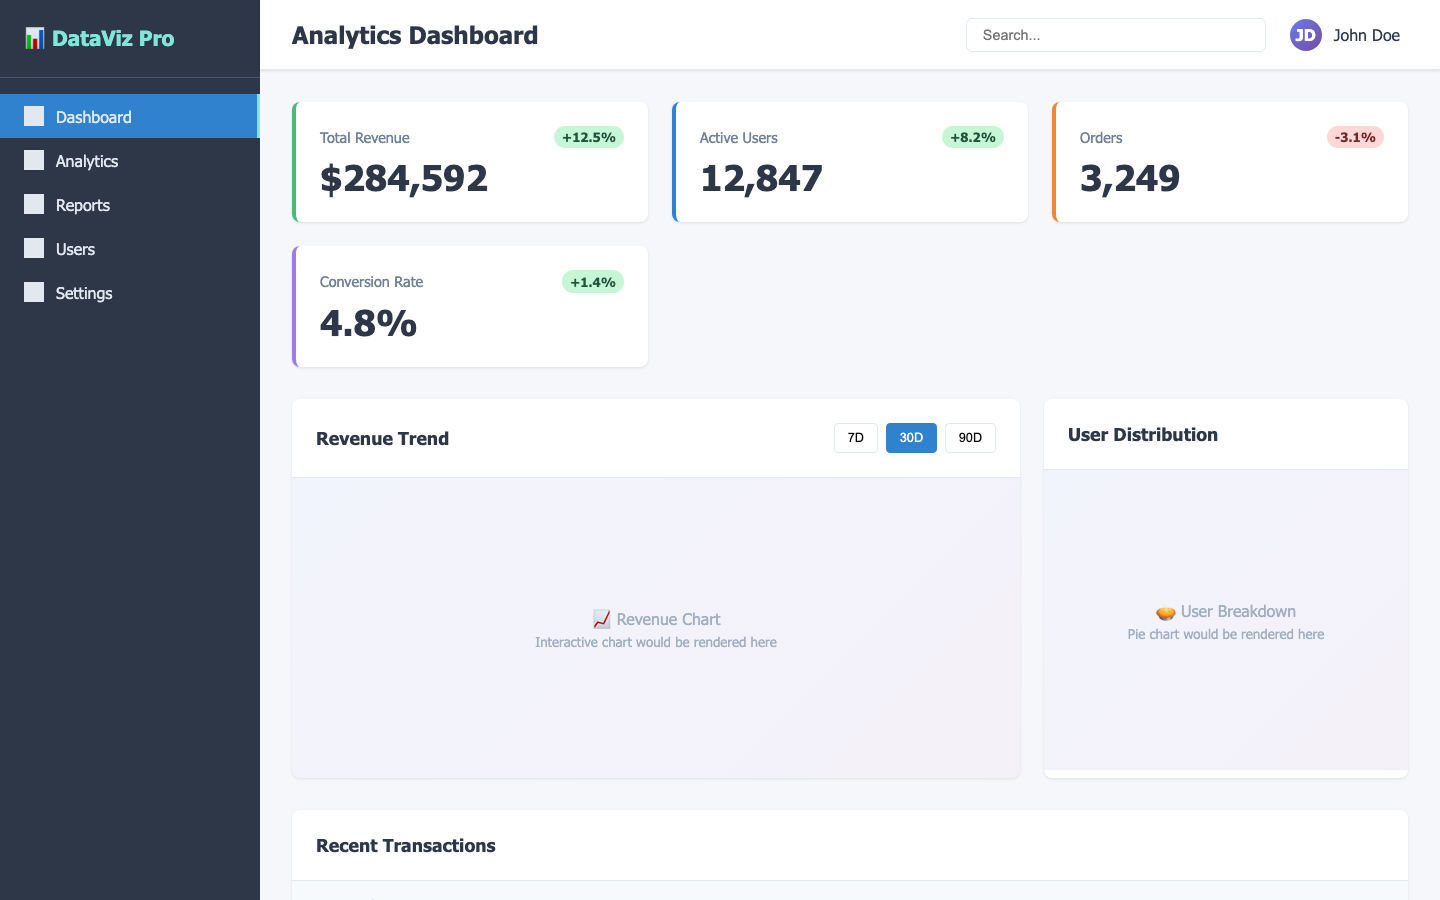 DataViz Pro
Dashboard
Analytics
Reports
Users
Settings
Analytics Dashboard
Search...
JD
John Doe
Total Revenue
+12.5%
$284,592
Active Users
+8.2%
12,847
Orders
-3.1%
3,249
Conversion Rate
+1.4%
4.8%
Revenue Trend
7D
30D
90D
Revenue Chart
Interactive chart would be rendered here
User Distribution
User Breakdown
Pie chart would be rendered here
Recent Transactions